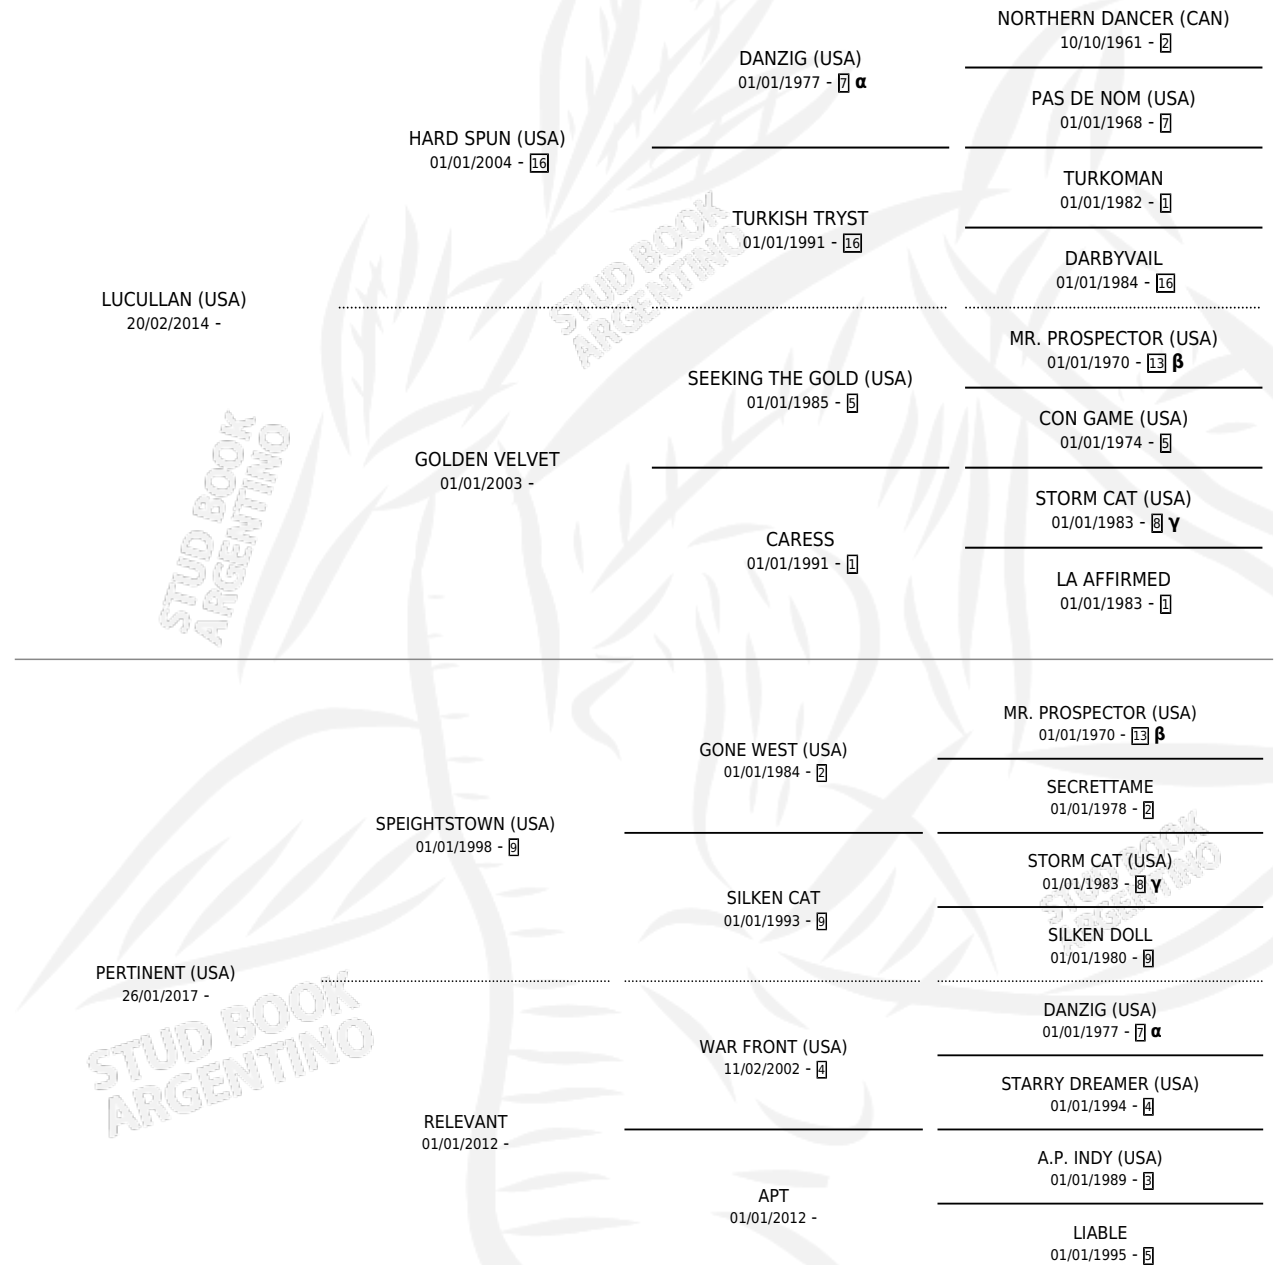 LUCULLAN (USA)
20/02/2014 -
HARD SPUN (USA)
01/01/2004 - 16
GOLDEN VELVET
01/01/2003 -
DANZIG (USA)
01/01/1977 - 7 α
TURKISH TRYST
01/01/1991 - 16
SEEKING THE GOLD (USA)
01/01/1985 - 5
CARESS
01/01/1991 - 1
NORTHERN DANCER (CAN)
10/10/1961 - 2
PAS DE NOM (USA)
01/01/1968 - 7
TURKOMAN
01/01/1982 - 1
DARBYVAIL
01/01/1984 - 16
MR. PROSPECTOR (USA)
01/01/1970 - 13 β
CON GAME (USA)
01/01/1974 - 5
STORM CAT (USA)
01/01/1983 - 8 γ
LA AFFIRMED
01/01/1983 - 1
PERTINENT (USA)
26/01/2017 -
SPEIGHTSTOWN (USA)
01/01/1998 - 9
RELEVANT
01/01/2012 -
GONE WEST (USA)
01/01/1984 - 2
SILKEN CAT
01/01/1993 - 9
WAR FRONT (USA)
11/02/2002 - 4
APT
01/01/2012 -
MR. PROSPECTOR (USA)
01/01/1970 - 13 β
SECRETTAME
01/01/1978 - 2
STORM CAT (USA)
01/01/1983 - 8 γ
SILKEN DOLL
01/01/1980 - 9
DANZIG (USA)
01/01/1977 - 7 α
STARRY DREAMER (USA)
01/01/1994 - 4
A.P. INDY (USA)
01/01/1989 - 3
LIABLE
01/01/1995 - 5
STUD BOOK
ARGENTINO
STUD BOOK
ARGENTINO
STUD BOOK
ARGENTINO
STUD BOOK
ARGENTINO